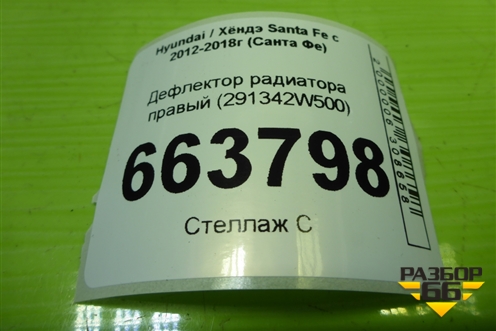 Hyundai / Хёндэ Santa Fe с
2012-2018г (Санта Фе)
Дефлектор радиатора
правый (291342W500)
663798
Стеллаж С
РАЗБОР
66